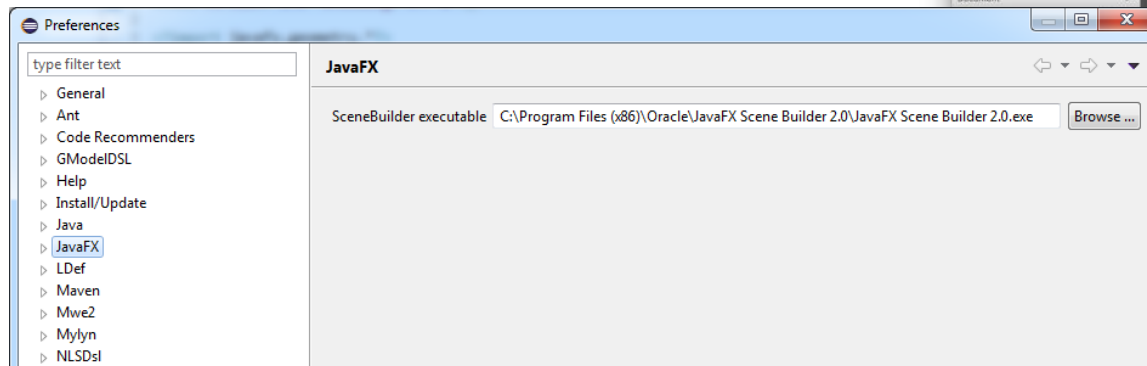 Preferences
type filter text
General
Ant
Code Recommenders
GModelDSL
Help
Install/Update
Java
JavaFX
LDef
Maven
Mwe2
Mylyn
NLSDsl
JavaFX
SceneBuilder executable C:\Program Files (x86)\Oracle\JavaFX Scene Builder 2.0\JavaFX Scene Builder 2.0.exe Browse ...